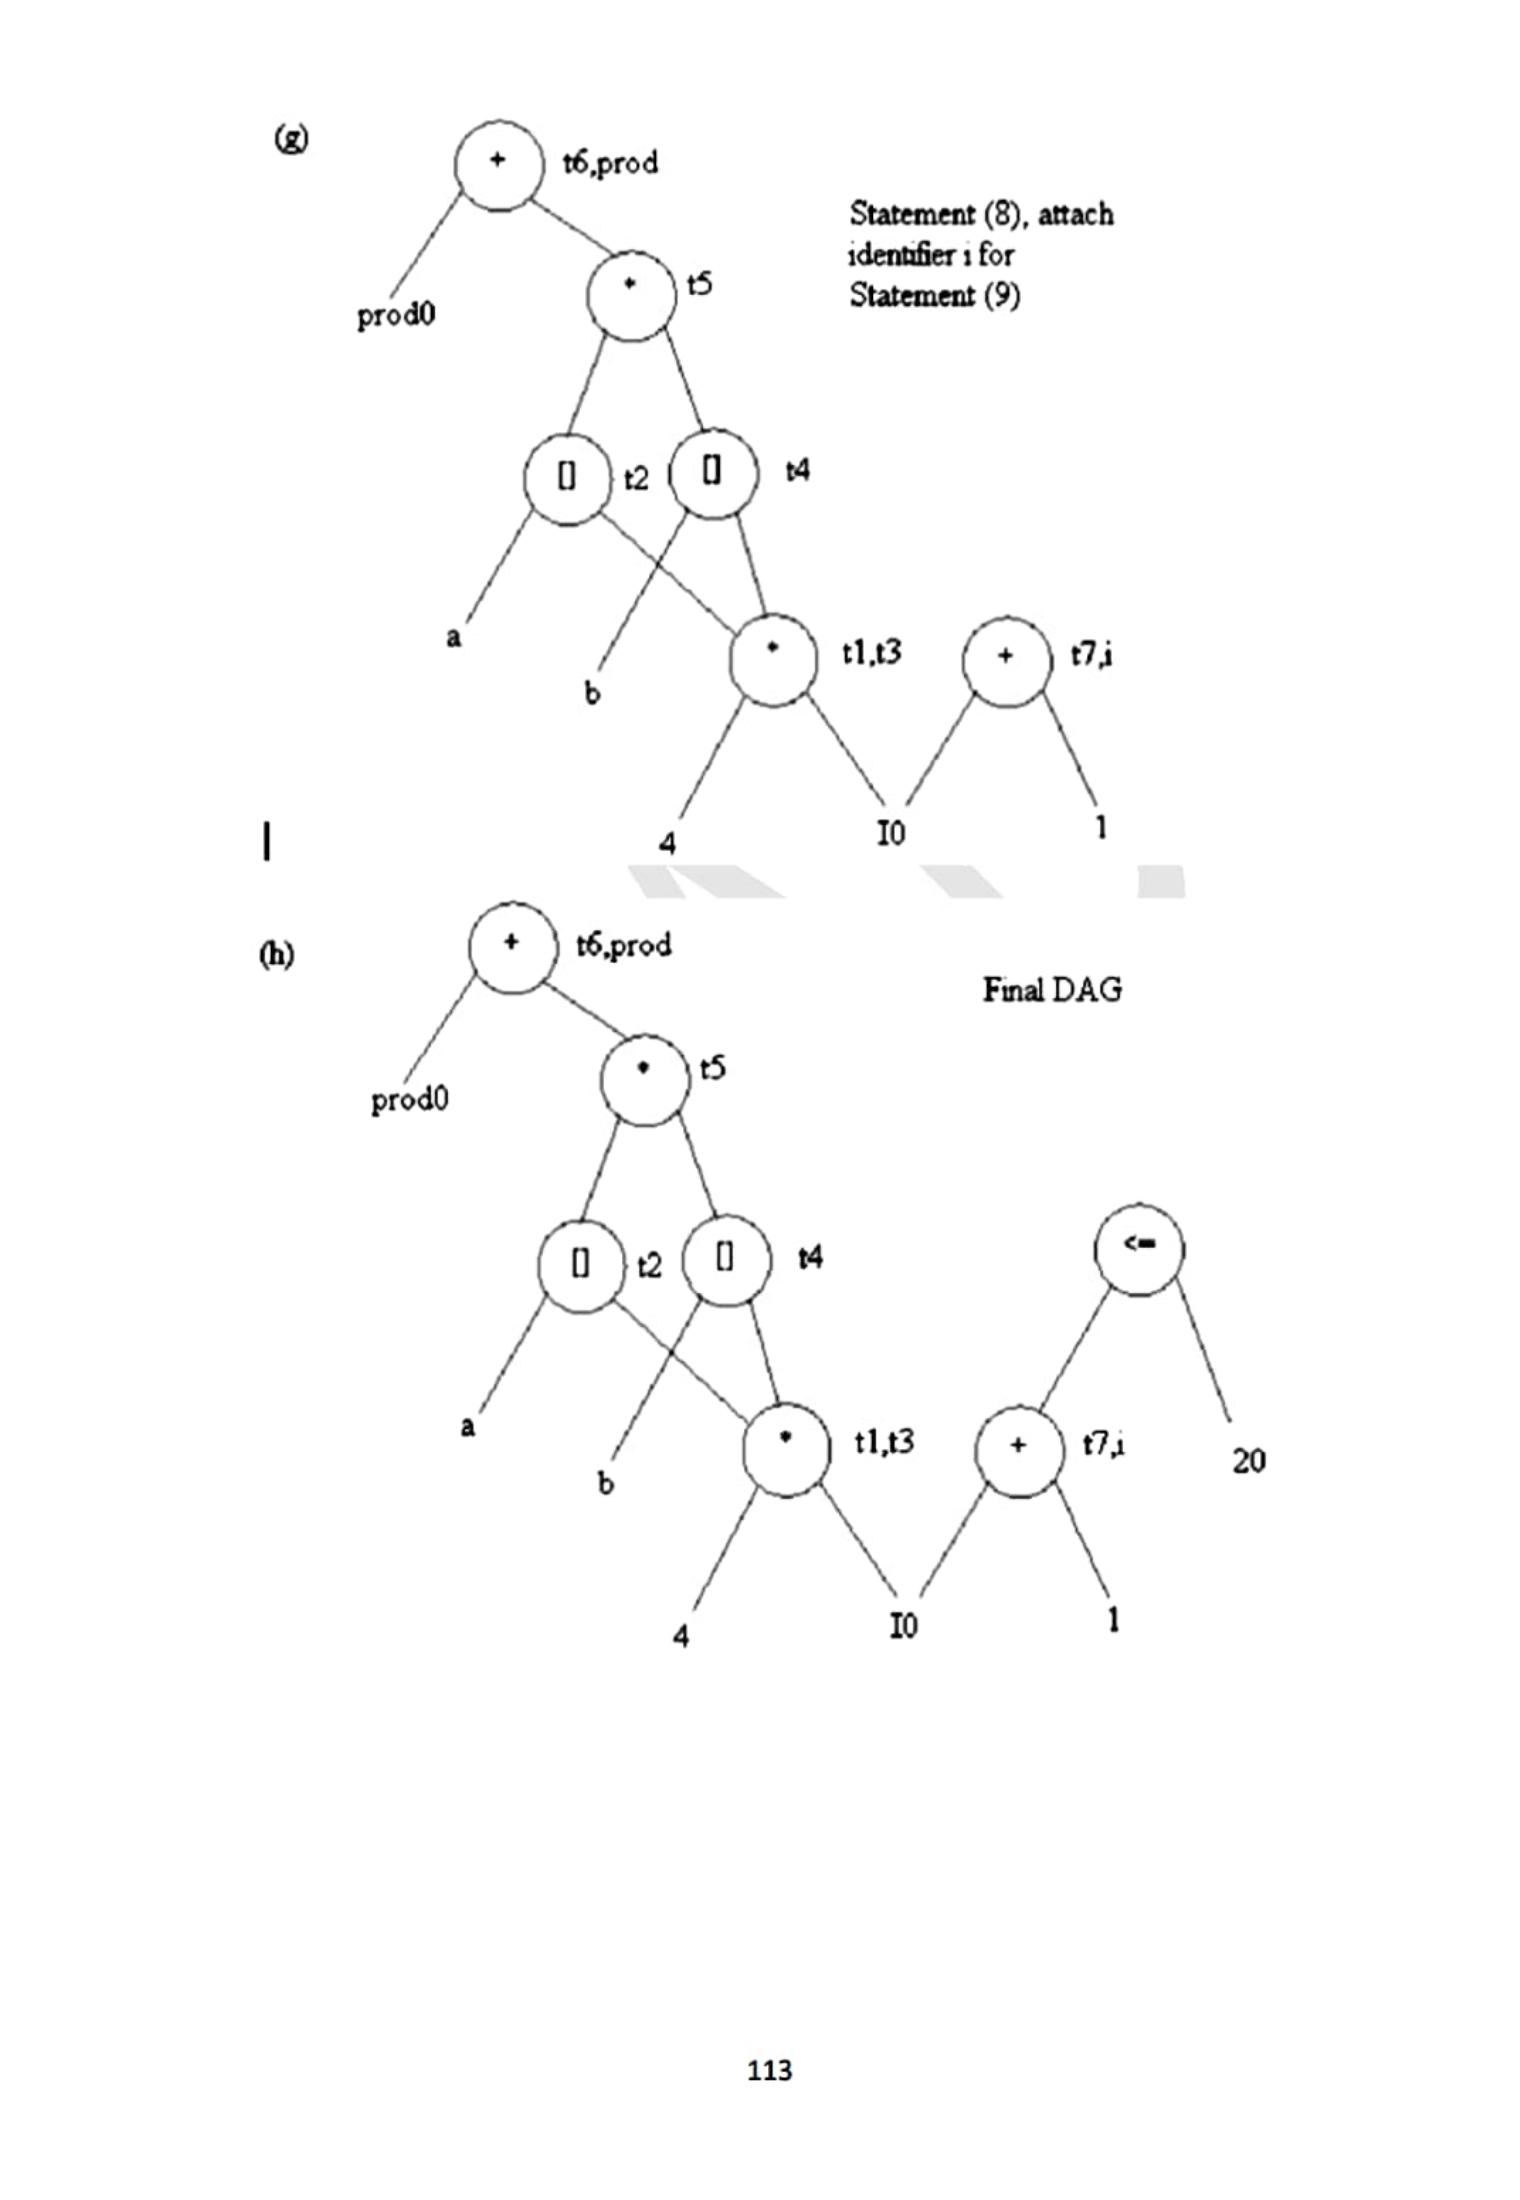 (g)
+ t6,prod
Statement (8), attach
identifier i for
Statement (9)
* t5
prod0
[] t2 [] t4
a
b
* t1,t3 + t7,i
4 I0 1
(h)
+ t6,prod
Final DAG
* t5
prod0
<=
[] t2 [] t4
a
b
* t1,t3 + t7,i
20
4 I0 1
113